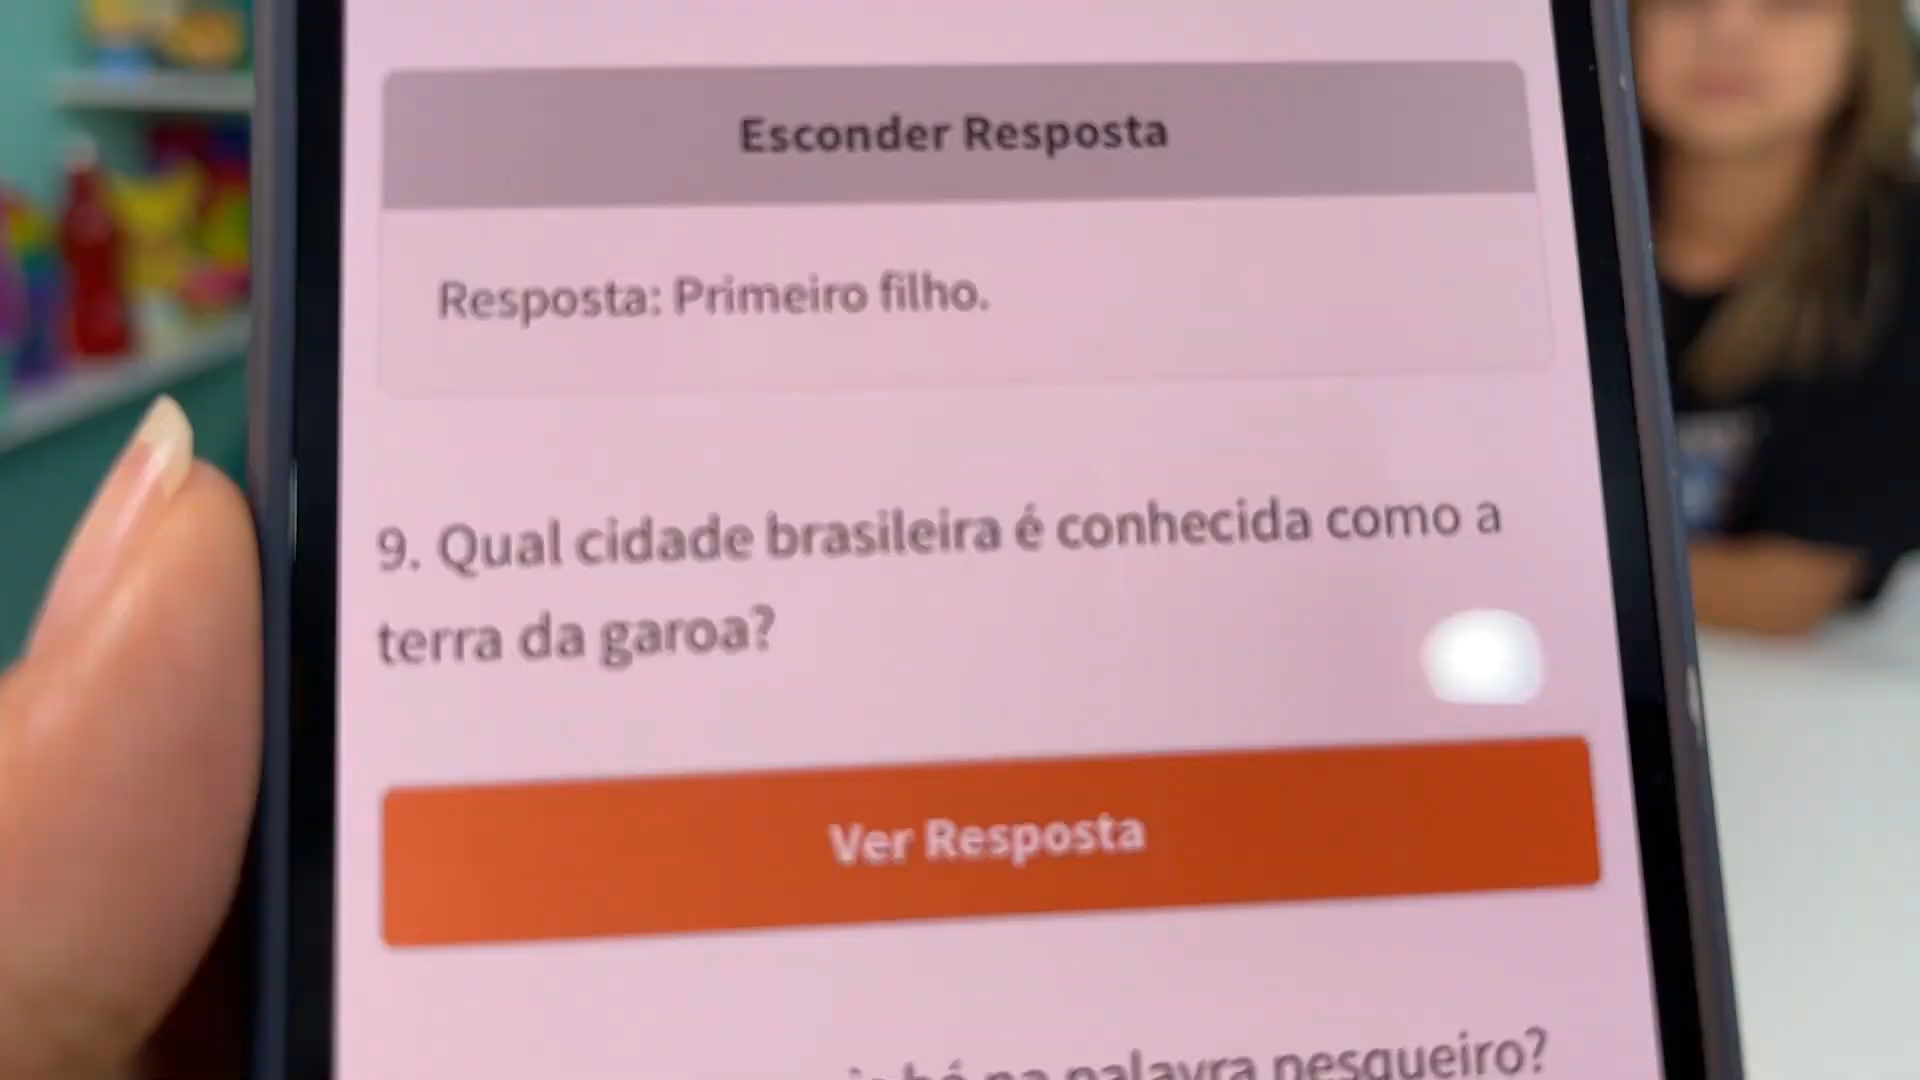 Esconder Resposta
Resposta: Primeiro filho.
9. Qual cidade brasileira é conhecida como a
terra da garoa?
Ver Resposta
há na palavra pesqueiro?